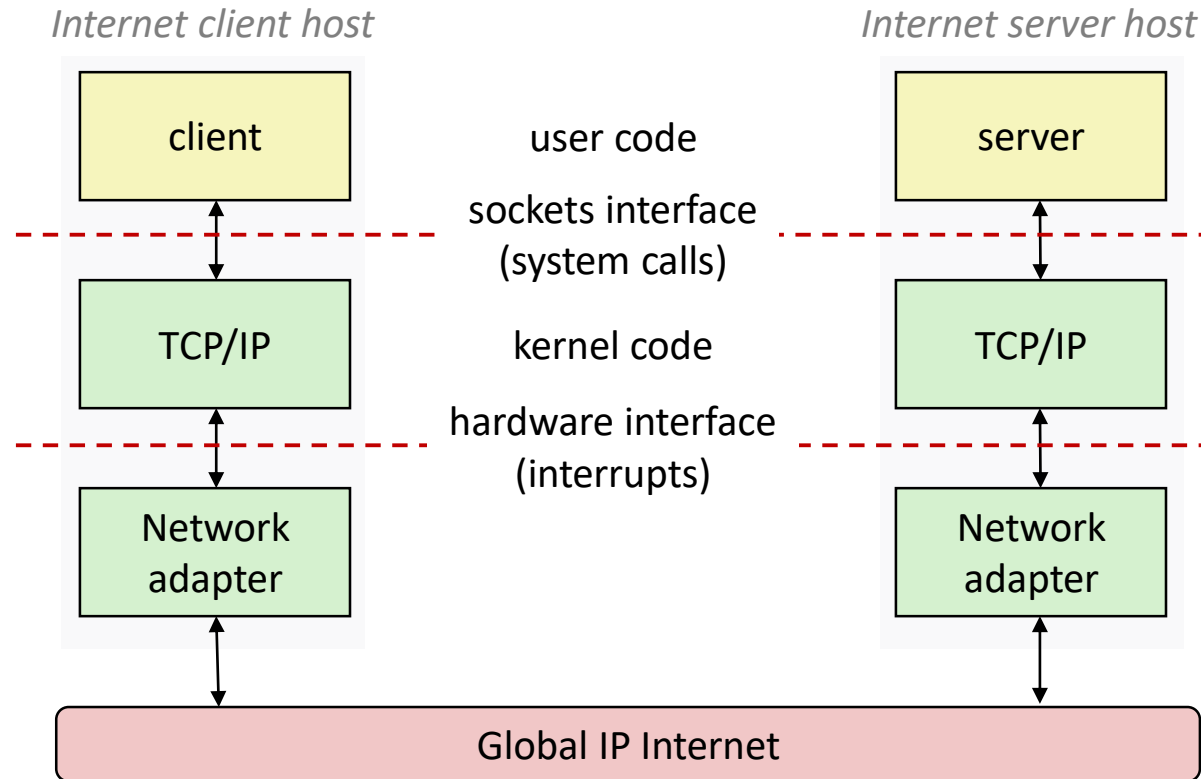 Internet client host
Internet server host
client
user code
server
sockets interface
(system calls)
TCP/IP
kernel code
TCP/IP
hardware interface
(interrupts)
Network
adapter
Network
adapter
Global IP Internet